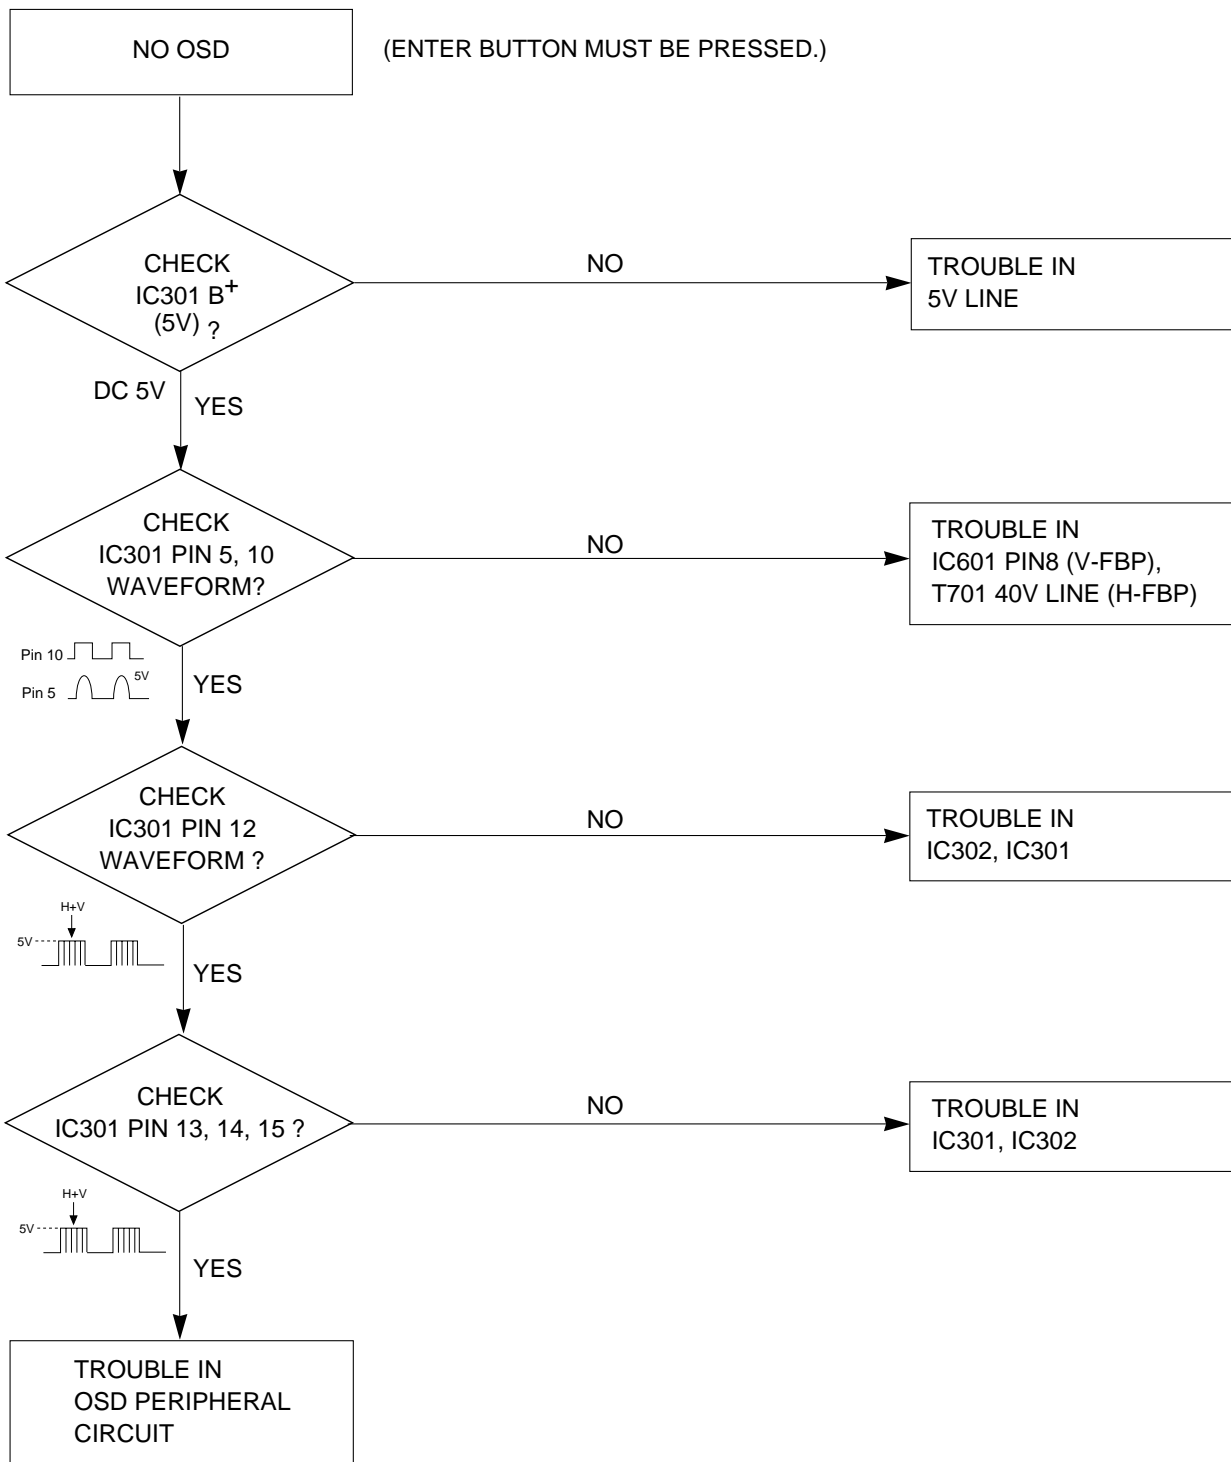 NO OSD
(ENTER BUTTON MUST BE PRESSED.)
CHECK
IC301 B+
(5V) ?
NO
TROUBLE IN
5V LINE
DC 5V
YES
CHECK
IC301 PIN 5, 10
WAVEFORM?
NO
TROUBLE IN
IC601 PIN8 (V-FBP),
T701 40V LINE (H-FBP)
Pin 10
Pin 5
5V
YES
CHECK
IC301 PIN 12
WAVEFORM ?
NO
TROUBLE IN
IC302, IC301
H+V
5V
YES
CHECK
IC301 PIN 13, 14, 15 ?
NO
TROUBLE IN
IC301, IC302
H+V
5V
YES
TROUBLE IN
OSD PERIPHERAL
CIRCUIT